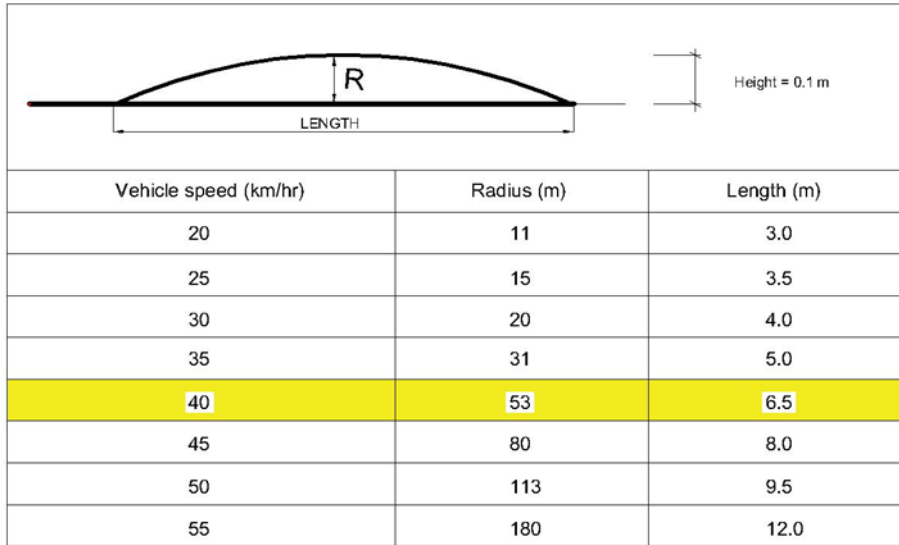 R
Height = 0.1 m
LENGTH
Vehicle speed (km/hr) Radius (m) Length (m)
20 11 3.0
25 15 3.5
30 20 4.0
35 31 5.0
40 53 6.5
45 80 8.0
50 113 9.5
55 180 12.0